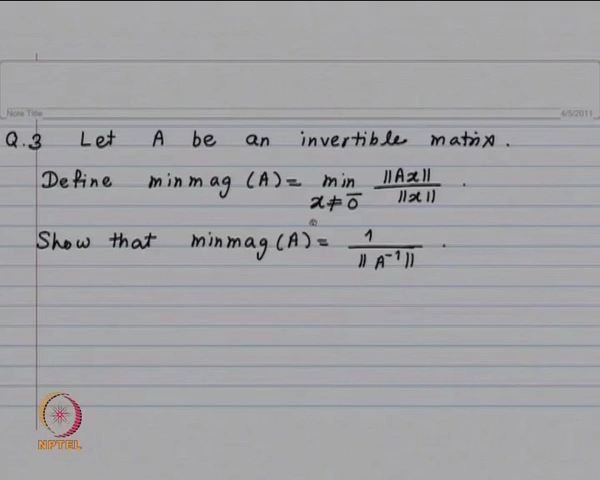 Note Title
4/5/2011
Q.3 Let A be an invertible matrix.
Define minmag (A) = min x≠0̅ ||Ax|| / ||x|| .
Show that minmag (A) = 1 / ||A⁻¹|| .
NPTEL